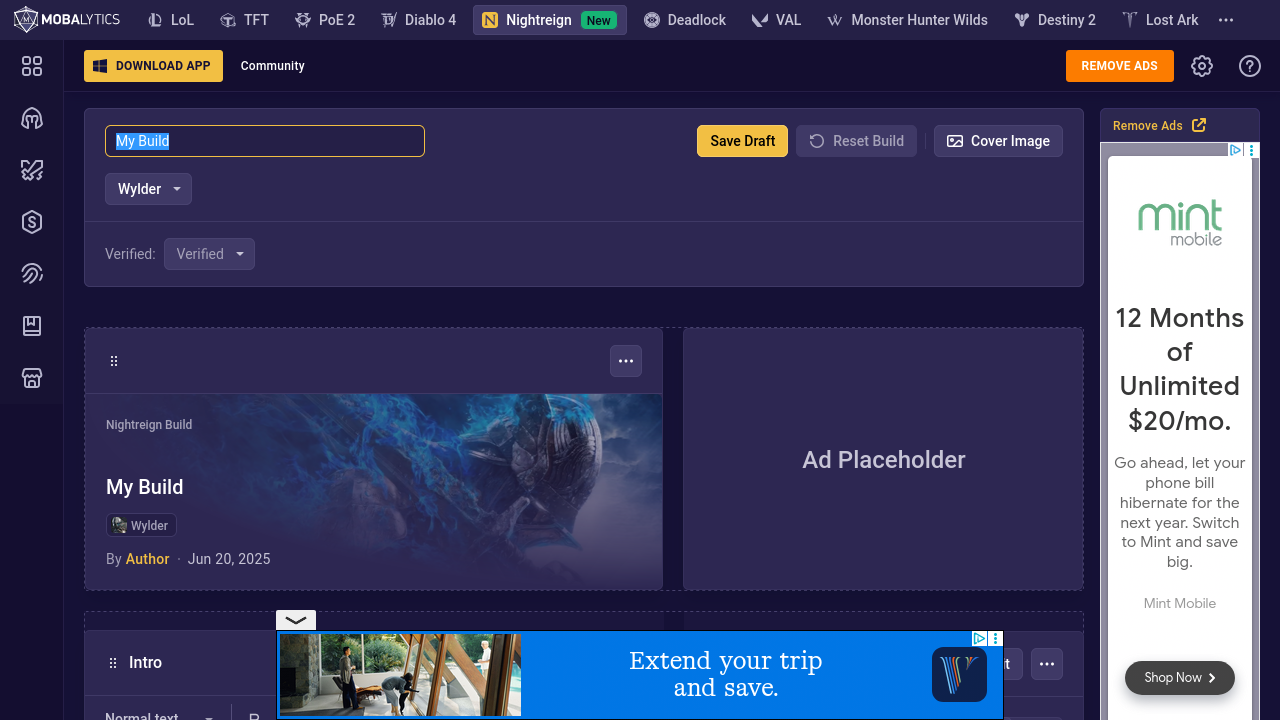 MOBALYTICS
LoL
TFT
PoE 2
Diablo 4
Nightreign New
Deadlock
VAL
Monster Hunter Wilds
Destiny 2
Lost Ark
DOWNLOAD APP
Community
REMOVE ADS
My Build
Save Draft
Reset Build
Cover Image
Wylder
Verified: Verified
Remove Ads
mint
mobile
12 Months
of
Unlimited
$20/mo.
Go ahead, let your
phone bill
hibernate for the
next year. Switch
to Mint and save
big.
Mint Mobile
Shop Now
Nightreign Build
My Build
Wylder
By Author · Jun 20, 2025
Ad Placeholder
Intro
Extend your trip
and save.
Normal text